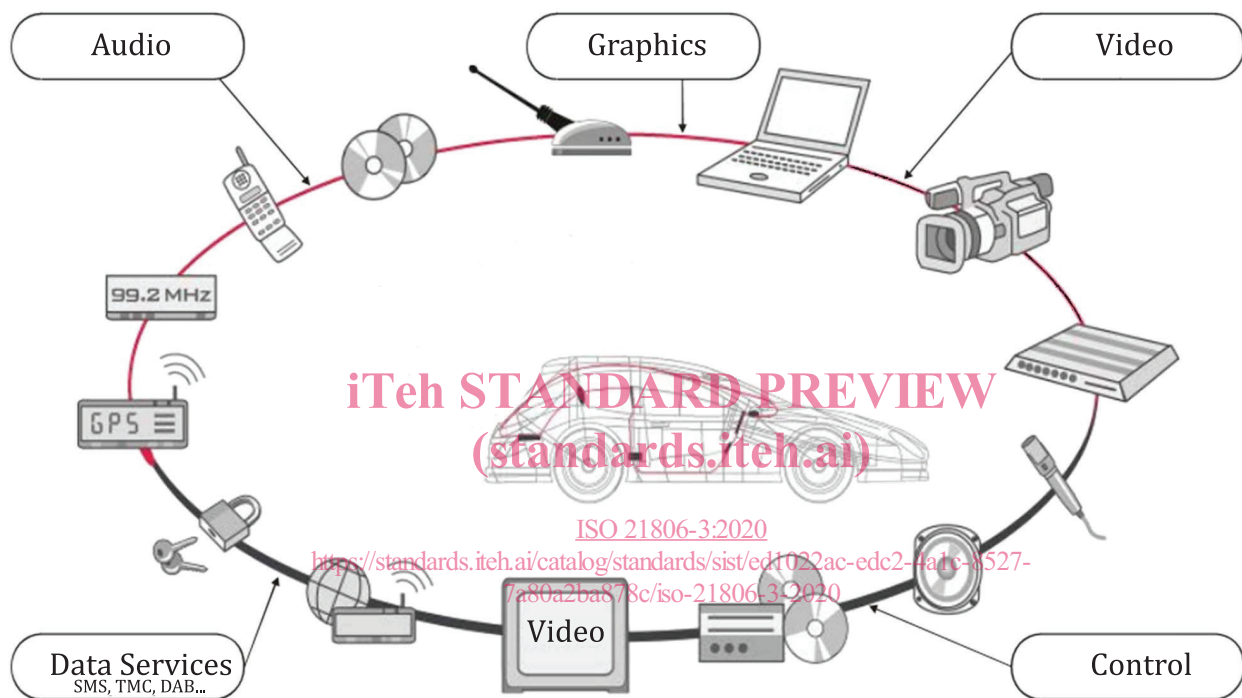 Audio
Graphics
Video
99.2 MHz
GPS
iTeh STANDARD PREVIEW
(standards.iteh.ai)
ISO 21806-3:2020
https://standards.iteh.ai/catalog/standards/sist/ed1022ac-edc2-4a1c-8527-
7a80a2ba878c/iso-21806-3-2020
Video
Data Services
SMS, TMC, DAB...
Control